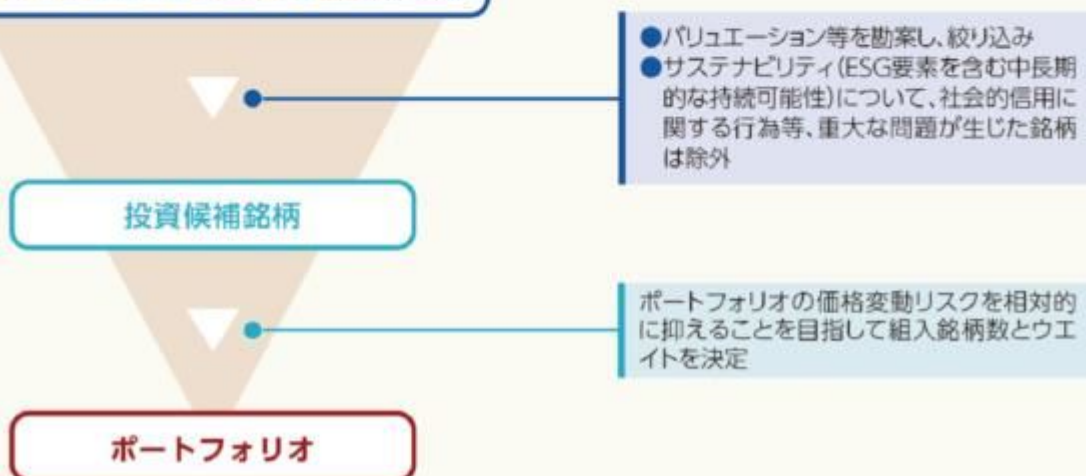 ●バリュエーション等を勘案し、絞り込み
●サステナビリティ(ESG要素を含む中長期
的な持続可能性)について、社会的信用に
関する行為等、重大な問題が生じた銘柄
は除外
投資候補銘柄
ポートフォリオの価格変動リスクを相対的
に抑えることを目指して組入銘柄数とウエ
イトを決定
ポートフォリオ